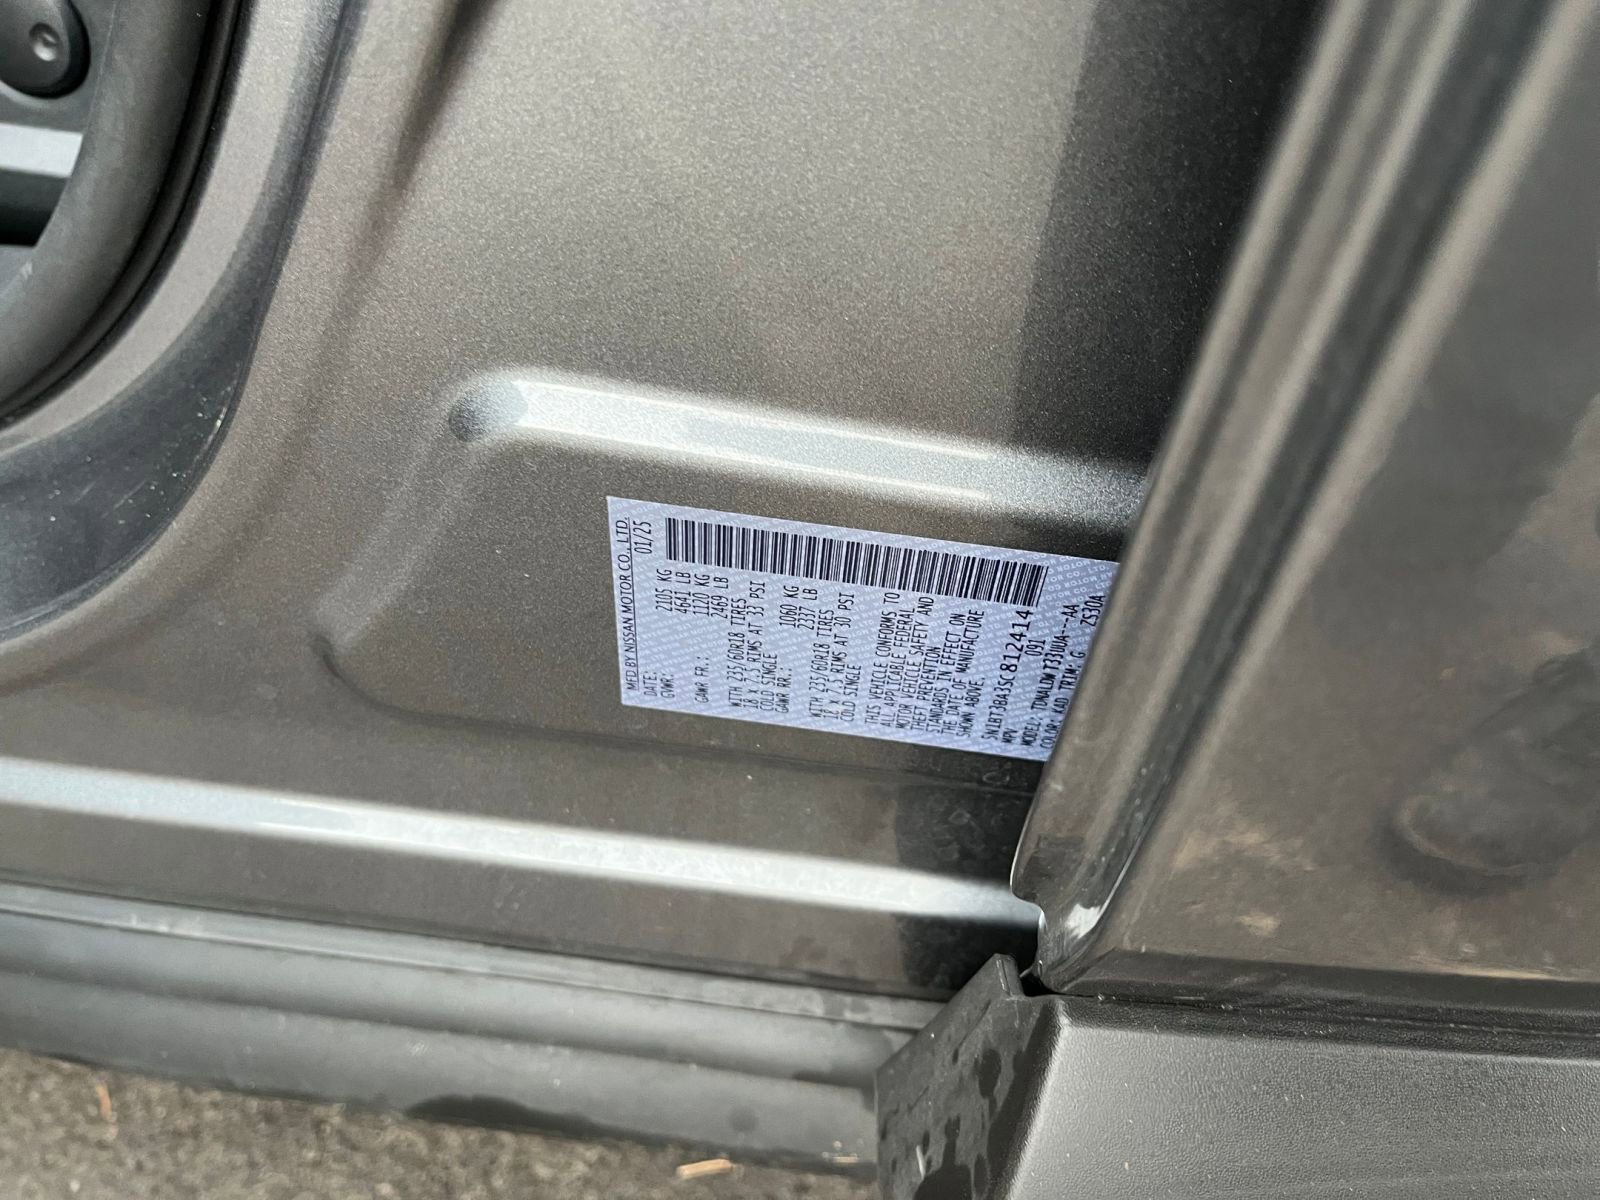 MFD BY NISSAN MOTOR CO., LTD.
DATE: 01/25
GVWR: 2105 KG
4641 LB
GAWR FR.: 1120 KG
2469 LB
WITH 235/60R18 TIRES,
18 X 7.5 RIMS AT 33 PSI
COLD SINGLE
GAWR RR.: 1060 KG
2337 LB
WITH 235/60R18 TIRES
18 X 7.5 RIMS AT 30 PSI
COLD SINGLE
THIS VEHICLE CONFORMS TO
ALL APPLICABLE FEDERAL
MOTOR VEHICLE SAFETY AND
THEFT PREVENTION
STANDARDS IN EFFECT ON
THE DATE OF MANUFACTURE
SHOWN ABOVE.
5N1BT3BA3SC812414
MPV 091
MODEL: TDNALDWT33UUA---AA
COLOR: KAD TRIM: G ZS30A